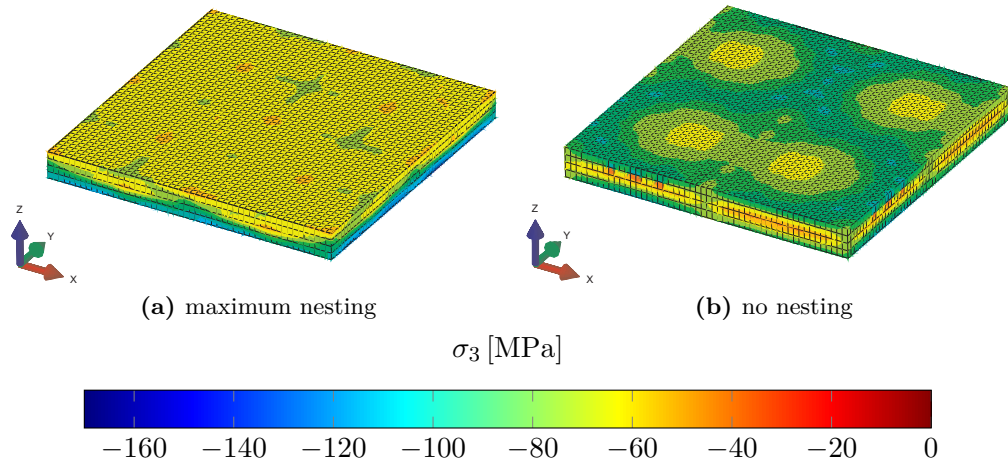 Z
Y
X
Z
Y
X
(a) maximum nesting
(b) no nesting
σ3 [MPa]
−160 −140 −120 −100 −80 −60 −40 −20 0